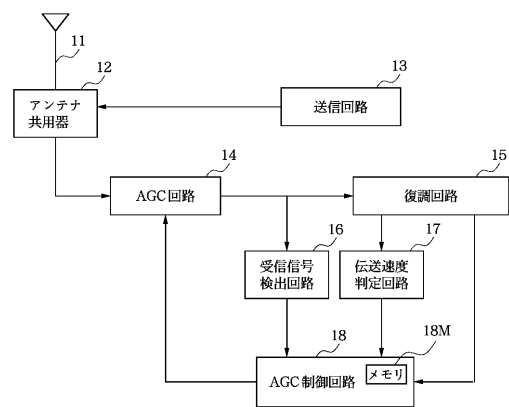 11
12
アンテナ
共用器
13
送信回路
14
AGC回路
15
復調回路
16
受信信号
検出回路
17
伝送速度
判定回路
18
AGC制御回路
18M
メモリ